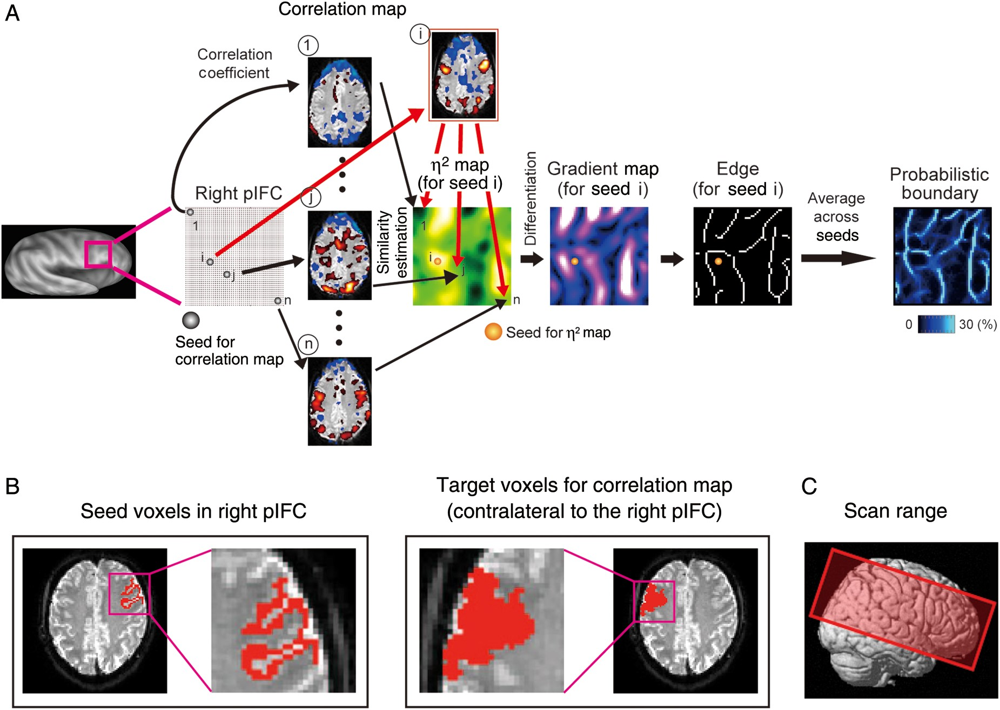 A
Correlation map
Correlation
coefficient
1
i
Right pIFC
1
i
j
n
Seed for
correlation map
j
n
Similarity
estimation
η² map
(for seed i)
1
i
j
n
Seed for η² map
Differentiation
Gradient map
(for seed i)
Edge
(for seed i)
Average
across
seeds
Probabilistic
boundary
0 30 (%)
B
Seed voxels in right pIFC
Target voxels for correlation map
(contralateral to the right pIFC)
C
Scan range